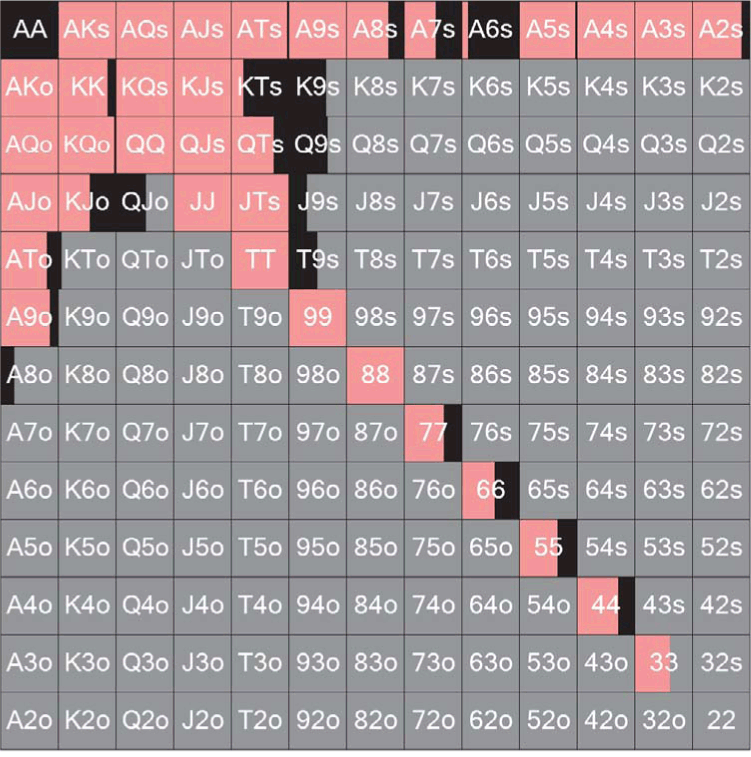 AA AKs AQs AJs ATs A9s A8s A7s A6s A5s A4s A3s A2s
AKo KK KQs KJs KTs K9s K8s K7s K6s K5s K4s K3s K2s
AQo KQo QQ QJs QTs Q9s Q8s Q7s Q6s Q5s Q4s Q3s Q2s
AJo KJo QJo JJ JTs J9s J8s J7s J6s J5s J4s J3s J2s
ATo KTo QTo JTo TT T9s T8s T7s T6s T5s T4s T3s T2s
A9o K9o Q9o J9o T9o 99 98s 97s 96s 95s 94s 93s 92s
A8o K8o Q8o J8o T8o 98o 88 87s 86s 85s 84s 83s 82s
A7o K7o Q7o J7o T7o 97o 87o 77 76s 75s 74s 73s 72s
A6o K6o Q6o J6o T6o 96o 86o 76o 66 65s 64s 63s 62s
A5o K5o Q5o J5o T5o 95o 85o 75o 65o 55 54s 53s 52s
A4o K4o Q4o J4o T4o 94o 84o 74o 64o 54o 44 43s 42s
A3o K3o Q3o J3o T3o 93o 83o 73o 63o 53o 43o 33 32s
A2o K2o Q2o J2o T2o 92o 82o 72o 62o 52o 42o 32o 22